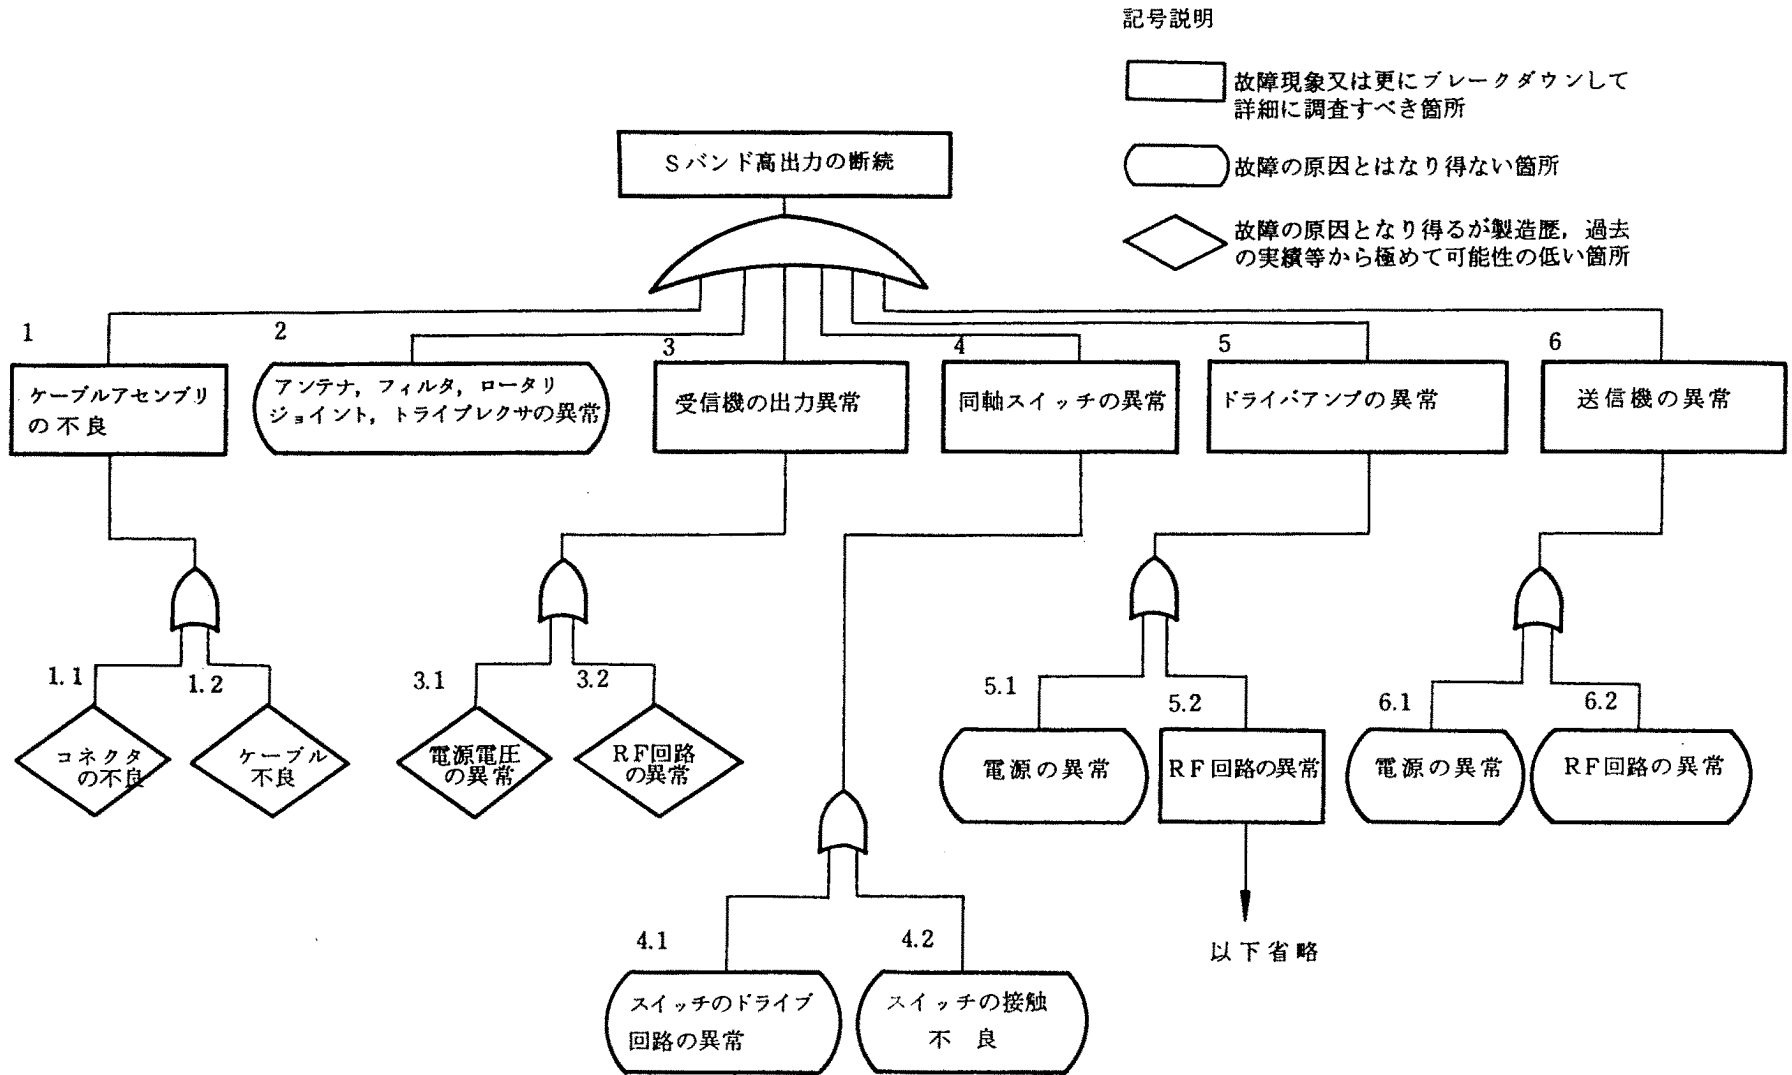 記号説明
故障現象又は更にブレークダウンして
詳細に調査すべき箇所
故障の原因とはなり得ない箇所
故障の原因となり得るが製造歴，過去
の実績等から極めて可能性の低い箇所
Sバンド高出力の断続
1
ケーブルアセンブリ
の不良
2
アンテナ，フィルタ，ロータリ
ジョイント，トライプレクサの異常
3
受信機の出力異常
4
同軸スイッチの異常
5
ドライバアンプの異常
6
送信機の異常
1.1
コネクタ
の不良
1.2
ケーブル
不良
3.1
電源電圧
の異常
3.2
RF回路
の異常
4.1
スイッチのドライブ
回路の異常
4.2
スイッチの接触
不良
5.1
電源の異常
5.2
RF回路の異常
以下省略
6.1
電源の異常
6.2
RF回路の異常